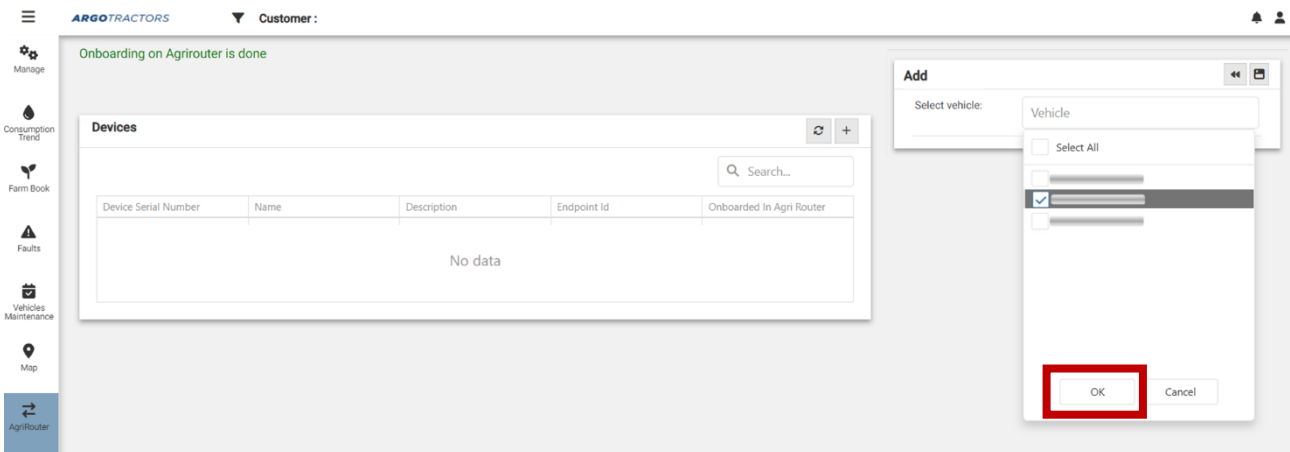 ARGOTRACTORS
Customer :
Manage
Consumption
Trend
Farm Book
Faults
Vehicles
Maintenance
Map
AgriRouter
Onboarding on Agrirouter is done
Devices
Search...
Device Serial Number Name Description Endpoint Id Onboarded In Agri Router
No data
Add
Select vehicle:
Vehicle
Select All
OK Cancel